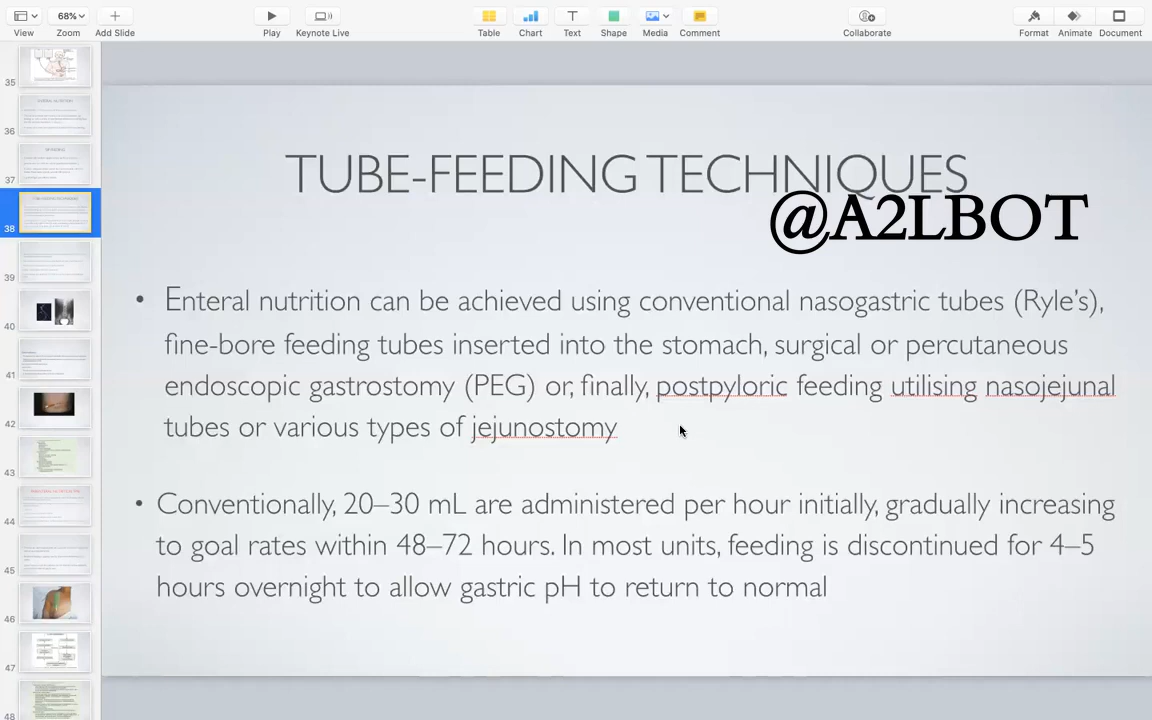 68%
View
Zoom
Add Slide
Play
Keynote Live
Table
Chart
Text
Shape
Media
Comment
Collaborate
Format
Animate
Document
35
36
37
38
39
40
41
42
43
44
45
46
47
48
TUBE-FEEDING TECHNIQUES
@A2LBOT
• Enteral nutrition can be achieved using conventional nasogastric tubes (Ryle’s),
fine-bore feeding tubes inserted into the stomach, surgical or percutaneous
endoscopic gastrostomy (PEG) or, finally, postpyloric feeding utilising nasojejunal
tubes or various types of jejunostomy
• Conventionally, 20–30 mL are administered per hour initially, gradually increasing
to goal rates within 48–72 hours. In most units, feeding is discontinued for 4–5
hours overnight to allow gastric pH to return to normal